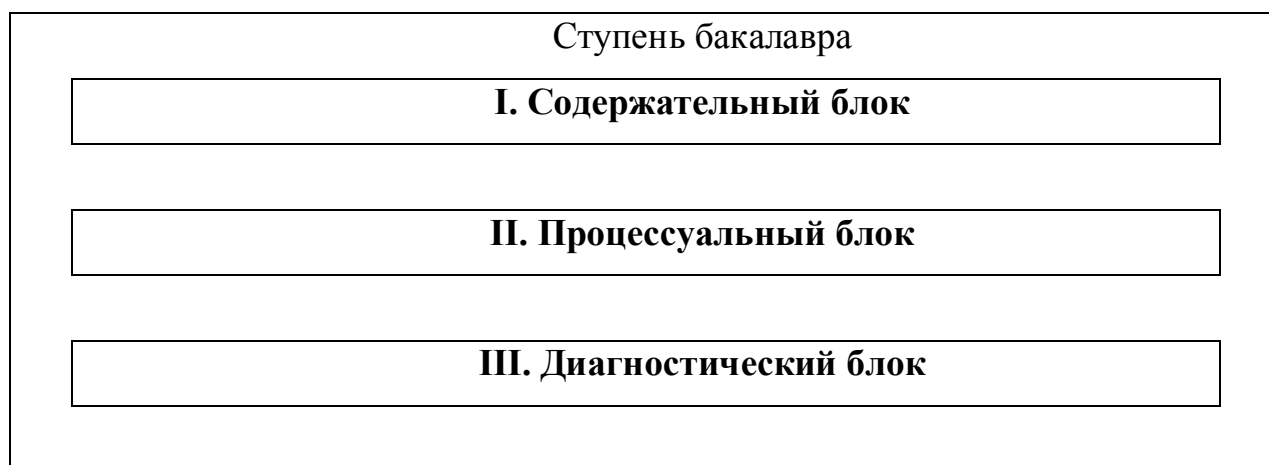 Ступень бакалавра
I. Содержательный блок
II. Процессуальный блок
III. Диагностический блок